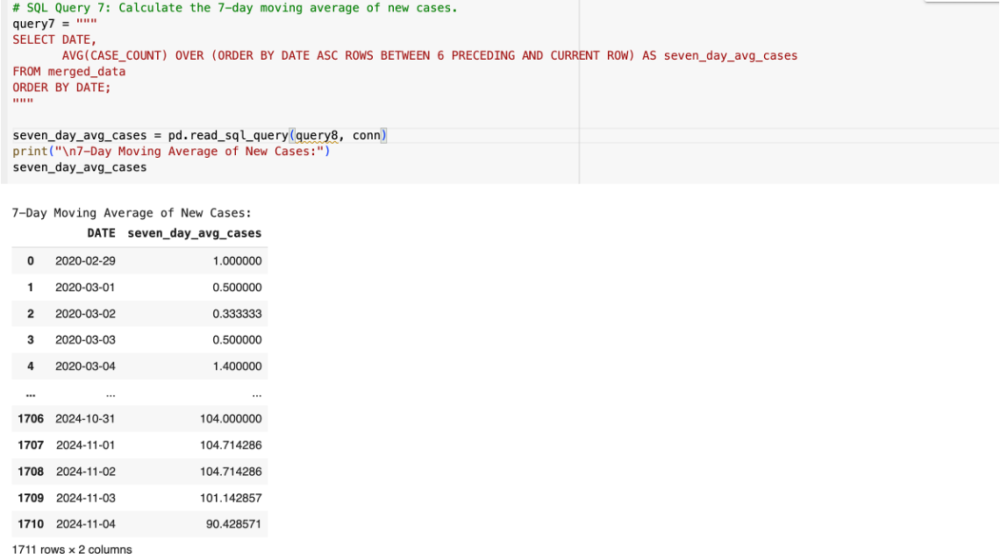 # SQL Query 7: Calculate the 7-day moving average of new cases.
query7 = """
SELECT DATE,
       AVG(CASE_COUNT) OVER (ORDER BY DATE ASC ROWS BETWEEN 6 PRECEDING AND CURRENT ROW) AS seven_day_avg_cases
FROM merged_data
ORDER BY DATE;
"""
seven_day_avg_cases = pd.read_sql_query(query8, conn)
print("\n7-Day Moving Average of New Cases:")
seven_day_avg_cases
7-Day Moving Average of New Cases:
DATE seven_day_avg_cases
0 2020-02-29 1.000000
1 2020-03-01 0.500000
2 2020-03-02 0.333333
3 2020-03-03 0.500000
4 2020-03-04 1.400000
... ... ...
1706 2024-10-31 104.000000
1707 2024-11-01 104.714286
1708 2024-11-02 104.714286
1709 2024-11-03 101.142857
1710 2024-11-04 90.428571
1711 rows × 2 columns